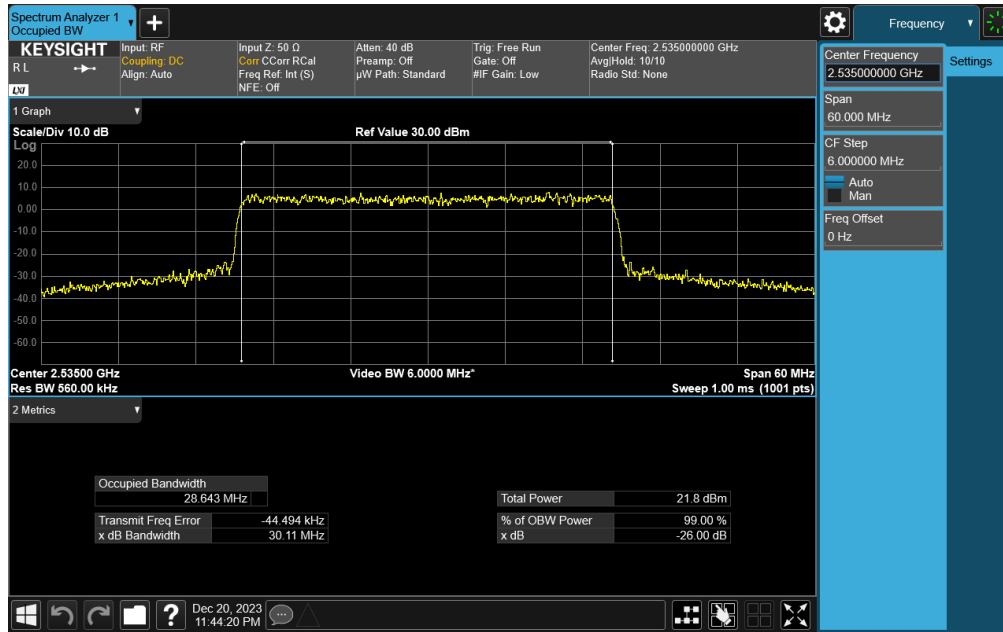 Spectrum Analyzer 1
Occupied BW
Frequency
KEYSIGHT
R L
LXI
Input: RF
Coupling: DC
Align: Auto
Input Z: 50 Ω
Corr CCorr RCal
Freq Ref: Int (S)
NFE: Off
Atten: 40 dB
Preamp: Off
µW Path: Standard
Trig: Free Run
Gate: Off
#IF Gain: Low
Center Freq: 2.535000000 GHz
Avg|Hold: 10/10
Radio Std: None
Center Frequency
2.535000000 GHz
Settings
Span
60.000 MHz
CF Step
6.000000 MHz
Auto
Man
Freq Offset
0 Hz
1 Graph
Scale/Div 10.0 dB
Ref Value 30.00 dBm
Log
20.0
10.0
0.00
-10.0
-20.0
-30.0
-40.0
-50.0
-60.0
Center 2.53500 GHz
Video BW 6.0000 MHz*
Span 60 MHz
Res BW 560.00 kHz
Sweep 1.00 ms (1001 pts)
2 Metrics
Occupied Bandwidth
28.643 MHz
Total Power 21.8 dBm
Transmit Freq Error -44.494 kHz
% of OBW Power 99.00 %
x dB Bandwidth 30.11 MHz
x dB -26.00 dB
Dec 20, 2023
11:44:20 PM